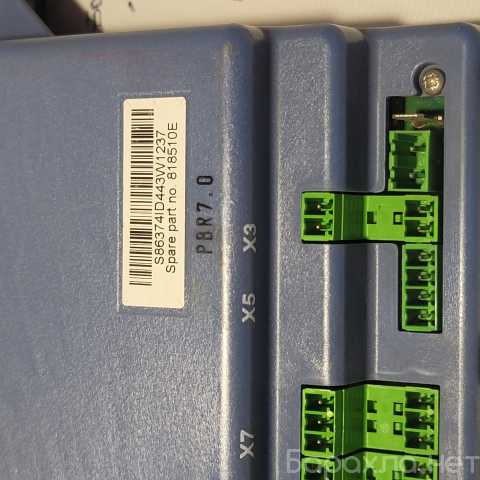 S86374ID443W1237
Spare part no. 818510E
PBR7.0
X3
X5
X7
Барахла.Нет